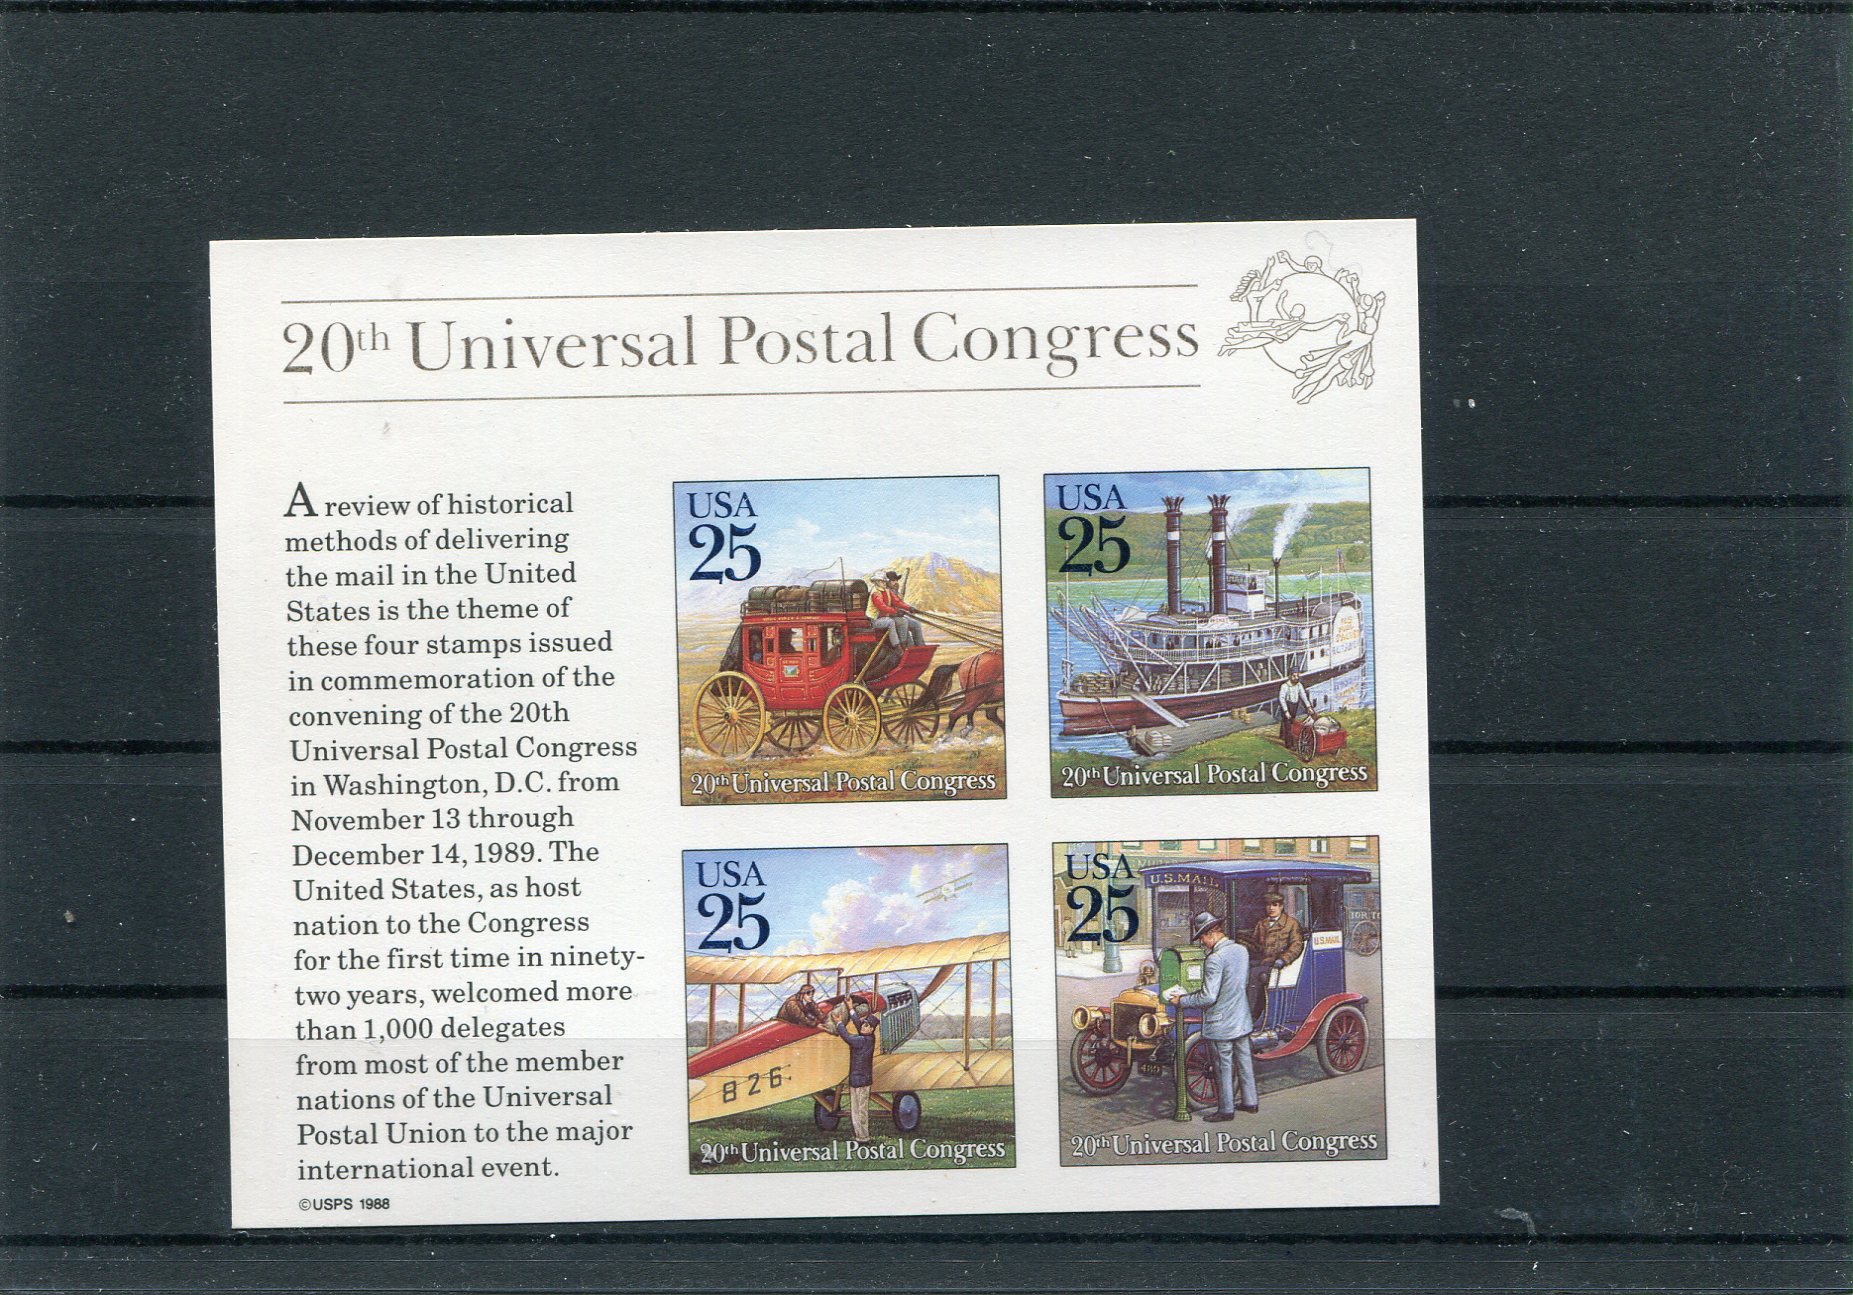 20th Universal Postal Congress
A review of historical
methods of delivering
the mail in the United
States is the theme of
these four stamps issued
in commemoration of the
convening of the 20th
Universal Postal Congress
in Washington, D.C. from
November 13 through
December 14, 1989. The
United States, as host
nation to the Congress
for the first time in ninety-
two years, welcomed more
than 1,000 delegates
from most of the member
nations of the Universal
Postal Union to the major
international event.
©USPS 1988
USA
25
20th Universal Postal Congress
USA
25
20th Universal Postal Congress
USA
25
826
20th Universal Postal Congress
USA
25
U.S.MAIL
U.S.MAIL
20th Universal Postal Congress